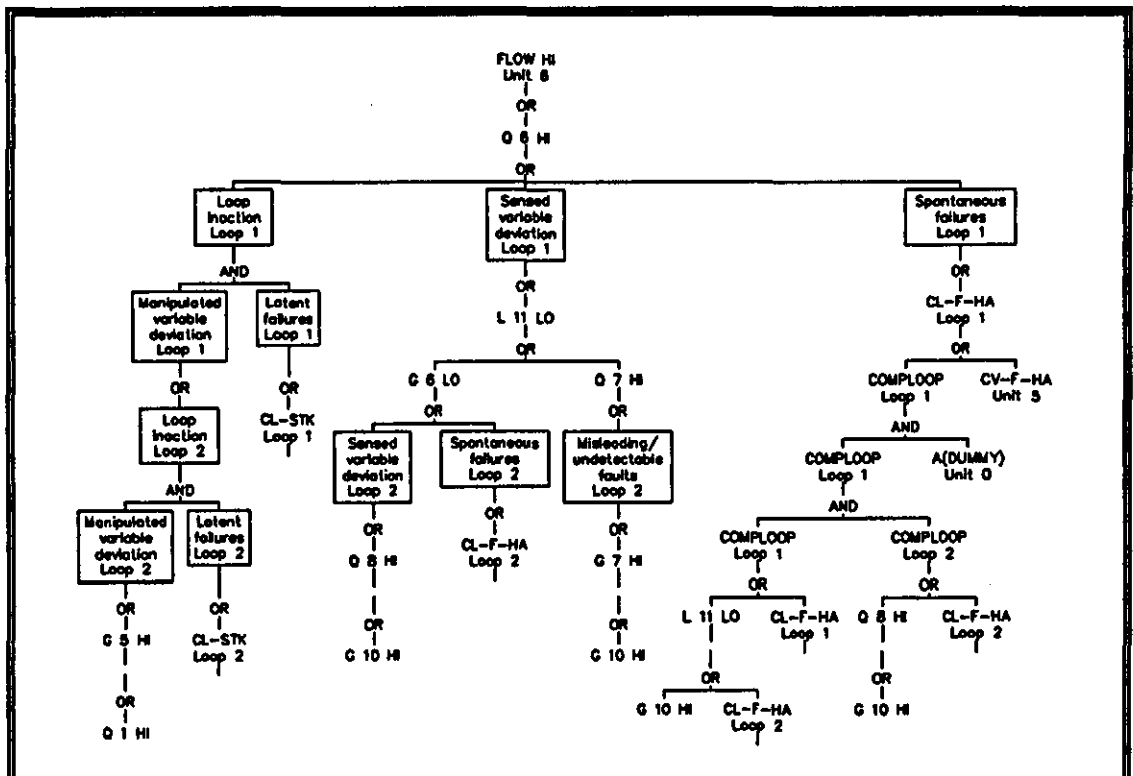 FLOW HI
Unit 6
OR
Q 6 HI
OR
Loop
Inaction
Loop 1
AND
Manipulated
variable
deviation
Loop 1
OR
Loop
Inaction
Loop 2
AND
Manipulated
variable
deviation
Loop 2
OR
G 5 HI
OR
Q 1 HI
Latent
failures
Loop 2
OR
CL-STK
Loop 2
Latent
failures
Loop 1
OR
CL-STK
Loop 1
Sensed
variable
deviation
Loop 1
OR
L 11 LO
OR
G 6 LO
OR
Sensed
variable
deviation
Loop 2
OR
Q 8 HI
OR
G 10 HI
Spontaneous
failures
Loop 2
OR
CL-F-HA
Loop 2
Q 7 HI
OR
Misleading/
undetectable
faults
Loop 2
OR
G 7 HI
OR
G 10 HI
Spontaneous
failures
Loop 1
OR
CL-F-HA
Loop 1
OR
COMPLOOP
Loop 1
CV-F-HA
Unit 5
AND
COMPLOOP
Loop 1
A(DUMMY)
Unit 0
AND
COMPLOOP
Loop 1
OR
L 11 LO
CL-F-HA
Loop 1
OR
G 10 HI
CL-F-HA
Loop 2
COMPLOOP
Loop 2
OR
Q 8 HI
CL-F-HA
Loop 2
OR
G 10 HI